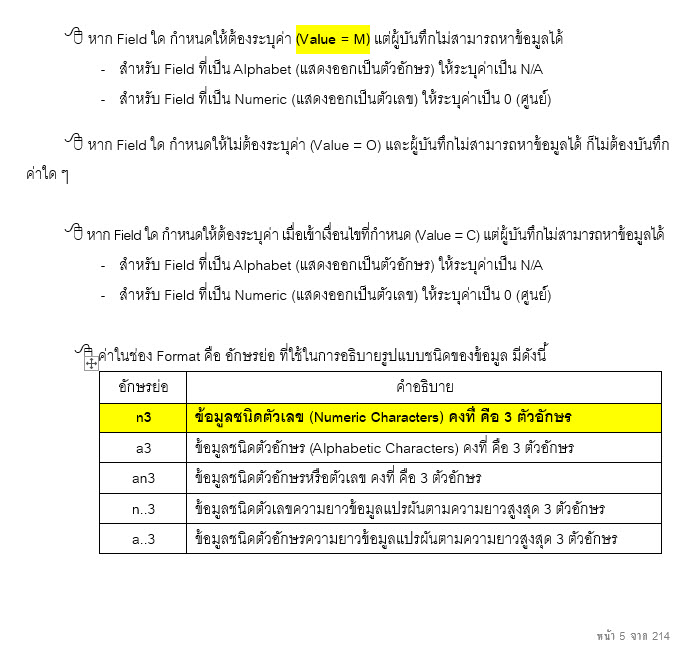 หาก Field ใด กำหนดให้ต้องระบุค่า (Value = M) แต่ผู้บันทึกไม่สามารถหาข้อมูลได้
- สำหรับ Field ที่เป็น Alphabet (แสดงออกเป็นตัวอักษร) ให้ระบุค่าเป็น N/A
- สำหรับ Field ที่เป็น Numeric (แสดงออกเป็นตัวเลข) ให้ระบุค่าเป็น 0 (ศูนย์)
หาก Field ใด กำหนดให้ไม่ต้องระบุค่า (Value = O) และผู้บันทึกไม่สามารถหาข้อมูลได้ ก็ไม่ต้องบันทึก
ค่าใด ๆ
หาก Field ใด กำหนดให้ต้องระบุค่า เมื่อเข้าเงื่อนไขที่กำหนด (Value = C) แต่ผู้บันทึกไม่สามารถหาข้อมูลได้
- สำหรับ Field ที่เป็น Alphabet (แสดงออกเป็นตัวอักษร) ให้ระบุค่าเป็น N/A
- สำหรับ Field ที่เป็น Numeric (แสดงออกเป็นตัวเลข) ให้ระบุค่าเป็น 0 (ศูนย์)
ค่าในช่อง Format คือ อักษรย่อ ที่ใช้ในการอธิบายรูปแบบชนิดของข้อมูล มีดังนี้
อักษรย่อ คำอธิบาย
n3 ข้อมูลชนิดตัวเลข (Numeric Characters) คงที่ คือ 3 ตัวอักษร
a3 ข้อมูลชนิดตัวอักษร (Alphabetic Characters) คงที่ คือ 3 ตัวอักษร
an3 ข้อมูลชนิดตัวอักษรหรือตัวเลข คงที่ คือ 3 ตัวอักษร
n..3 ข้อมูลชนิดตัวเลขความยาวข้อมูลแปรผันตามความยาวสูงสุด 3 ตัวอักษร
a..3 ข้อมูลชนิดตัวอักษรความยาวข้อมูลแปรผันตามความยาวสูงสุด 3 ตัวอักษร
หน้า 5 จาก 214